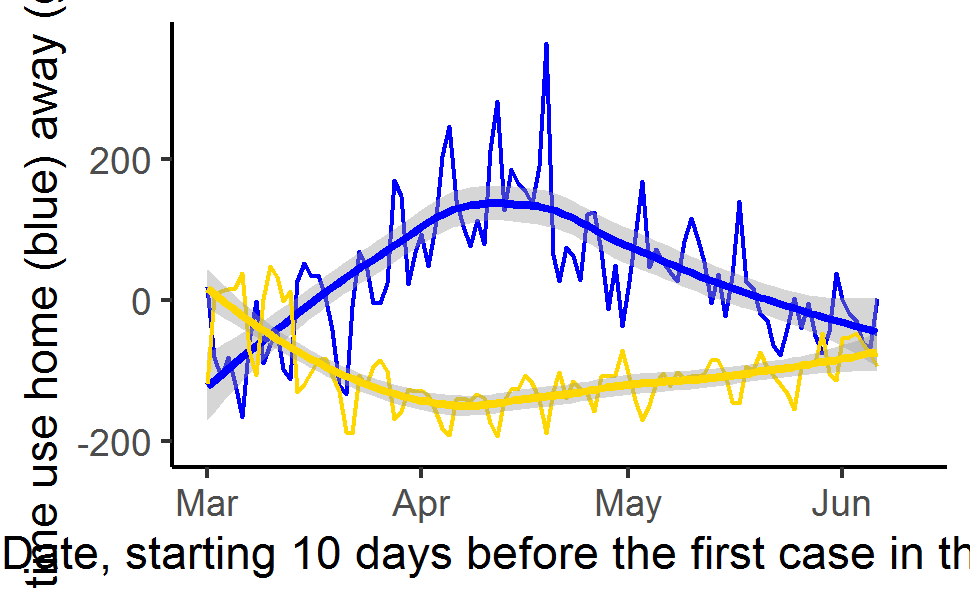 time use home (blue) away (
200
0
-200
Mar Apr May Jun
Date, starting 10 days before the first case in th